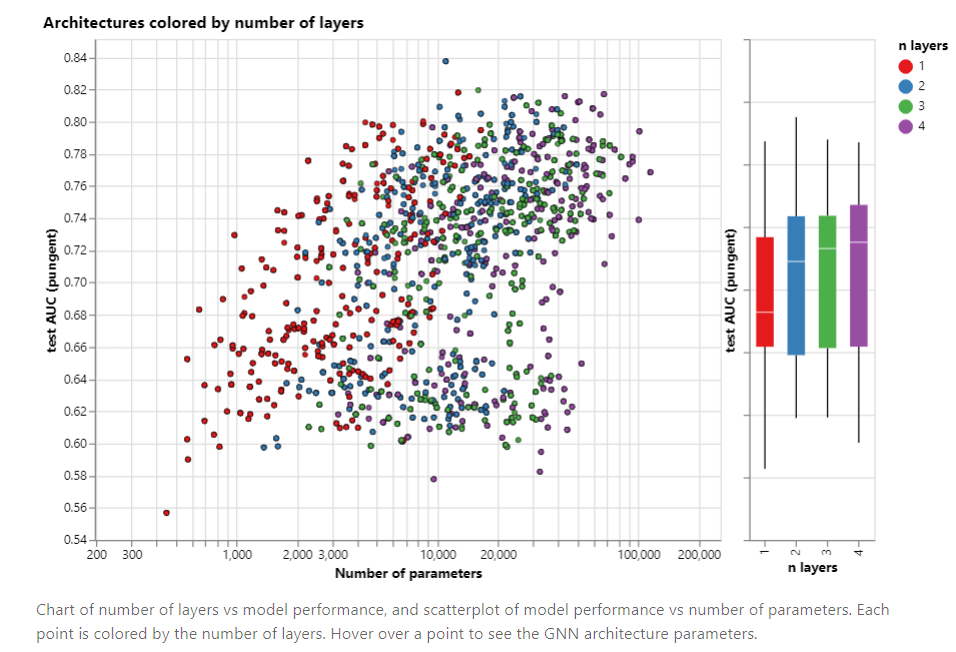 Architectures colored by number of layers
n layers
1
2
3
4
0.84
0.82
0.80
0.78
0.76
0.74
0.72
0.70
0.68
0.66
0.64
0.62
0.60
0.58
0.56
0.54
test AUC (pungent)
200 300 1,000 2,000 3,000 10,000 20,000 100,000 200,000
Number of parameters
test AUC (pungent)
1 2 3 4
n layers
Chart of number of layers vs model performance, and scatterplot of model performance vs number of parameters. Each
point is colored by the number of layers. Hover over a point to see the GNN architecture parameters.